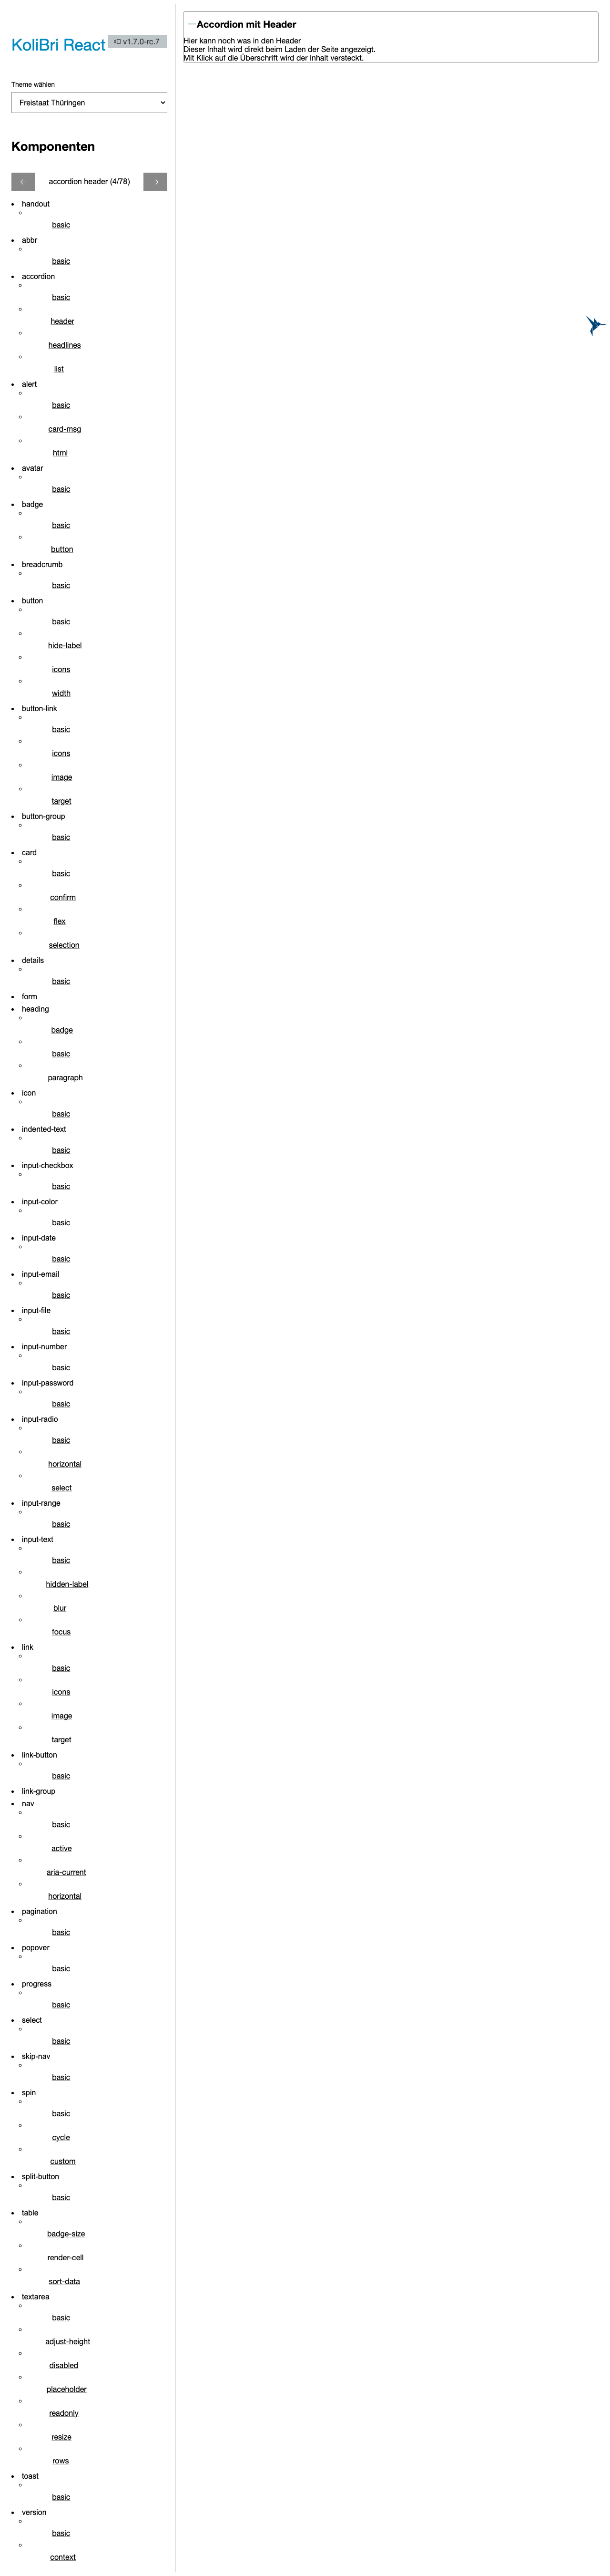 KoliBri React
v1.7.0-rc.7
Theme wählen
Freistaat Thüringen
Komponenten
accordion header (4/78)
handout
basic
abbr
basic
accordion
basic
header
headlines
list
alert
basic
card-msg
html
avatar
basic
badge
basic
button
breadcrumb
basic
button
basic
hide-label
icons
width
button-link
basic
icons
image
target
button-group
basic
card
basic
confirm
flex
selection
details
basic
form
heading
badge
basic
paragraph
icon
basic
indented-text
basic
input-checkbox
basic
input-color
basic
input-date
basic
input-email
basic
input-file
basic
input-number
basic
input-password
basic
input-radio
basic
horizontal
select
input-range
basic
input-text
basic
hidden-label
blur
focus
link
basic
icons
image
target
link-button
basic
link-group
nav
basic
active
aria-current
horizontal
pagination
basic
popover
basic
progress
basic
select
basic
skip-nav
basic
spin
basic
cycle
custom
split-button
basic
table
badge-size
render-cell
sort-data
textarea
basic
adjust-height
disabled
placeholder
readonly
resize
rows
toast
basic
version
basic
context
Accordion mit Header
Hier kann noch was in den Header
Dieser Inhalt wird direkt beim Laden der Seite angezeigt.
Mit Klick auf die Überschrift wird der Inhalt versteckt.